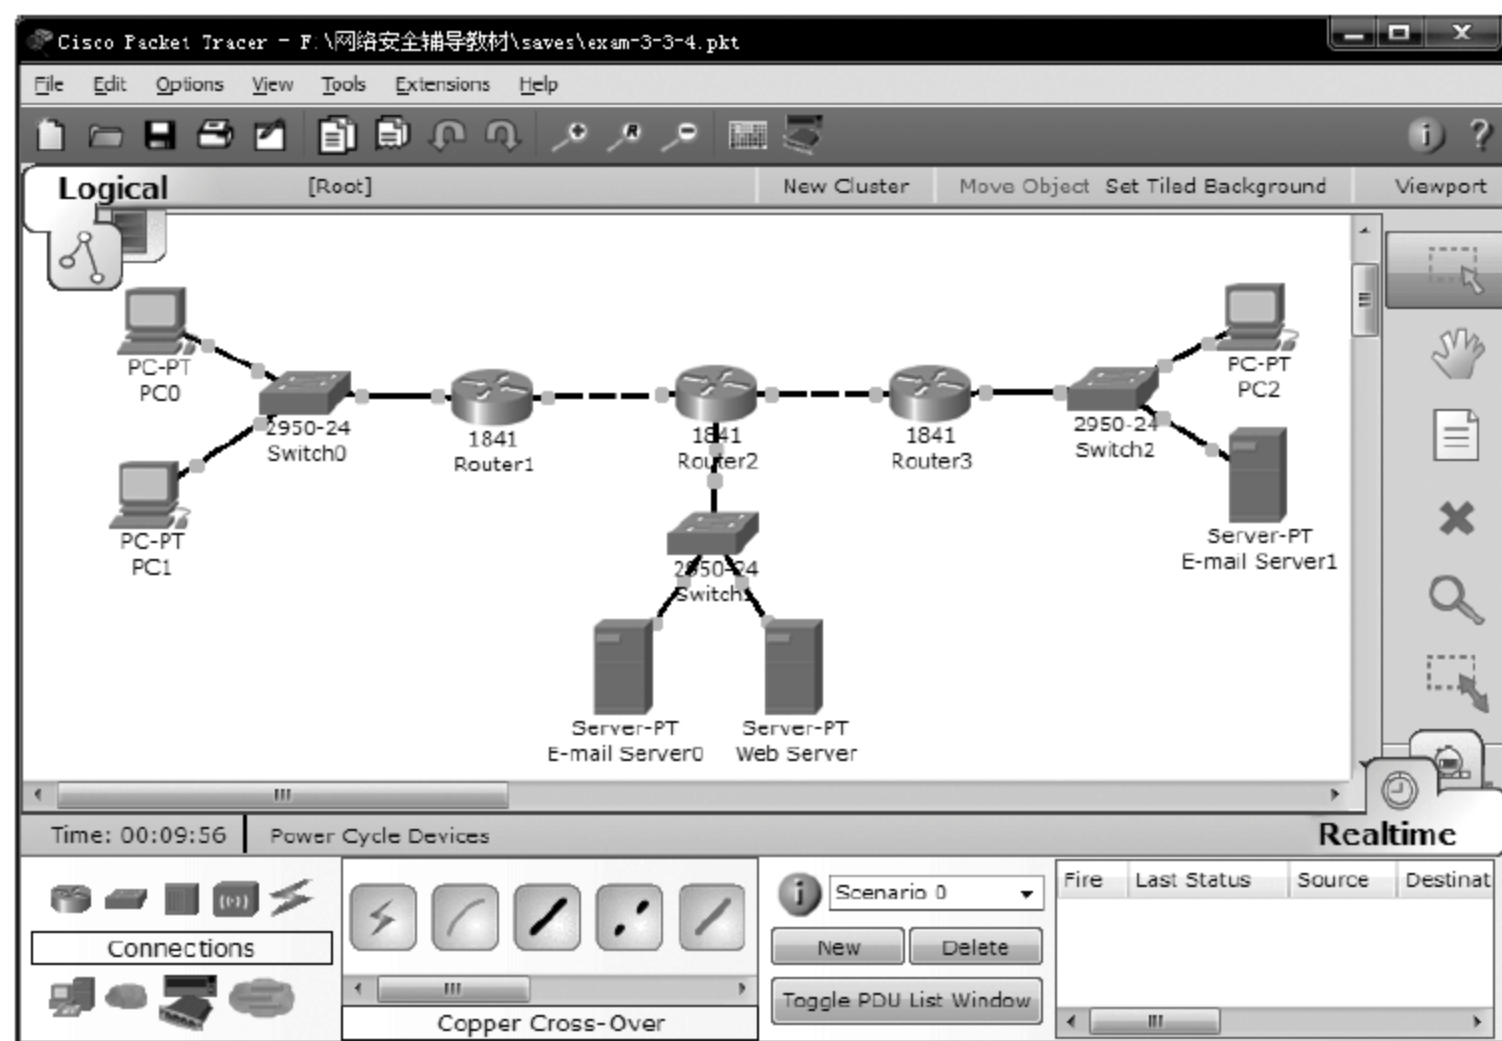 Cisco Packet Tracer - F:\网络安全辅导教材\saves\exam-3-3-4.pkt
File Edit Options View Tools Extensions Help
Logical [Root] New Cluster Move Object Set Tiled Background Viewport
PC-PT
PC0
2950-24
Switch0
PC-PT
PC1
1841
Router1
1841
Router2
1841
Router3
2950-24
Switch2
PC-PT
PC2
Server-PT
E-mail Server1
2950-24
Server-PT
E-mail Server0
Server-PT
Web Server
Time: 00:09:56 Power Cycle Devices Realtime
Connections
Copper Cross-Over
Scenario 0
New Delete
Toggle PDU List Window
Fire Last Status Source Destinat